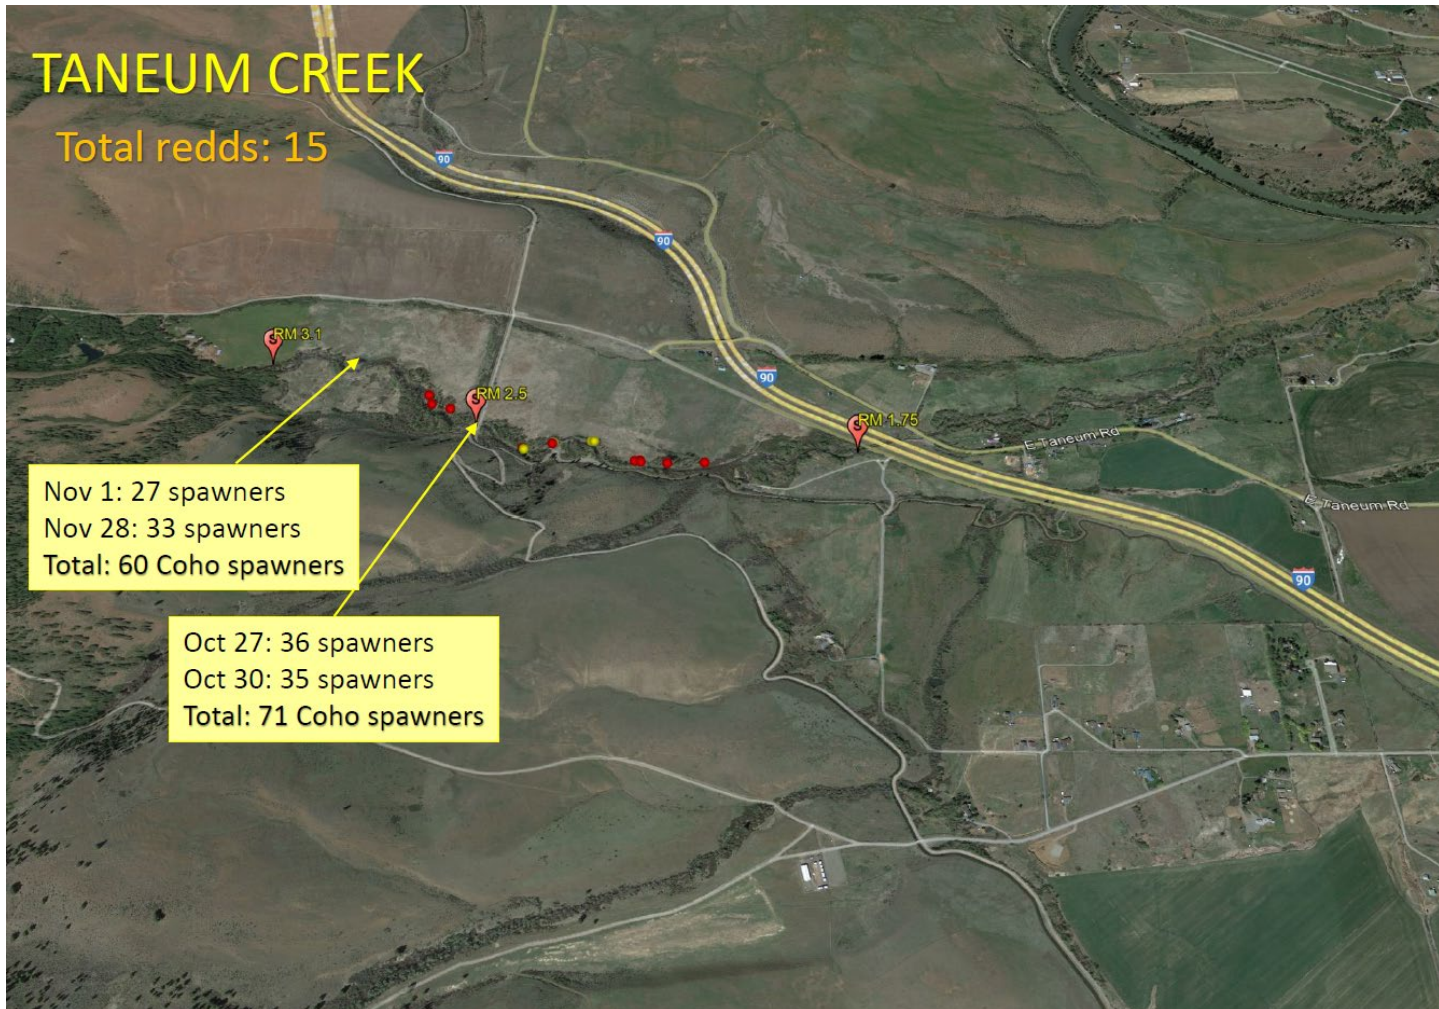 TANEUM CREEK
Total redds: 15
90
90
RM 3.1
90
RM 2.5
RM 1.75
E Taneum Rd
E Taneum Rd
90
Nov 1: 27 spawners
Nov 28: 33 spawners
Total: 60 Coho spawners
Oct 27: 36 spawners
Oct 30: 35 spawners
Total: 71 Coho spawners